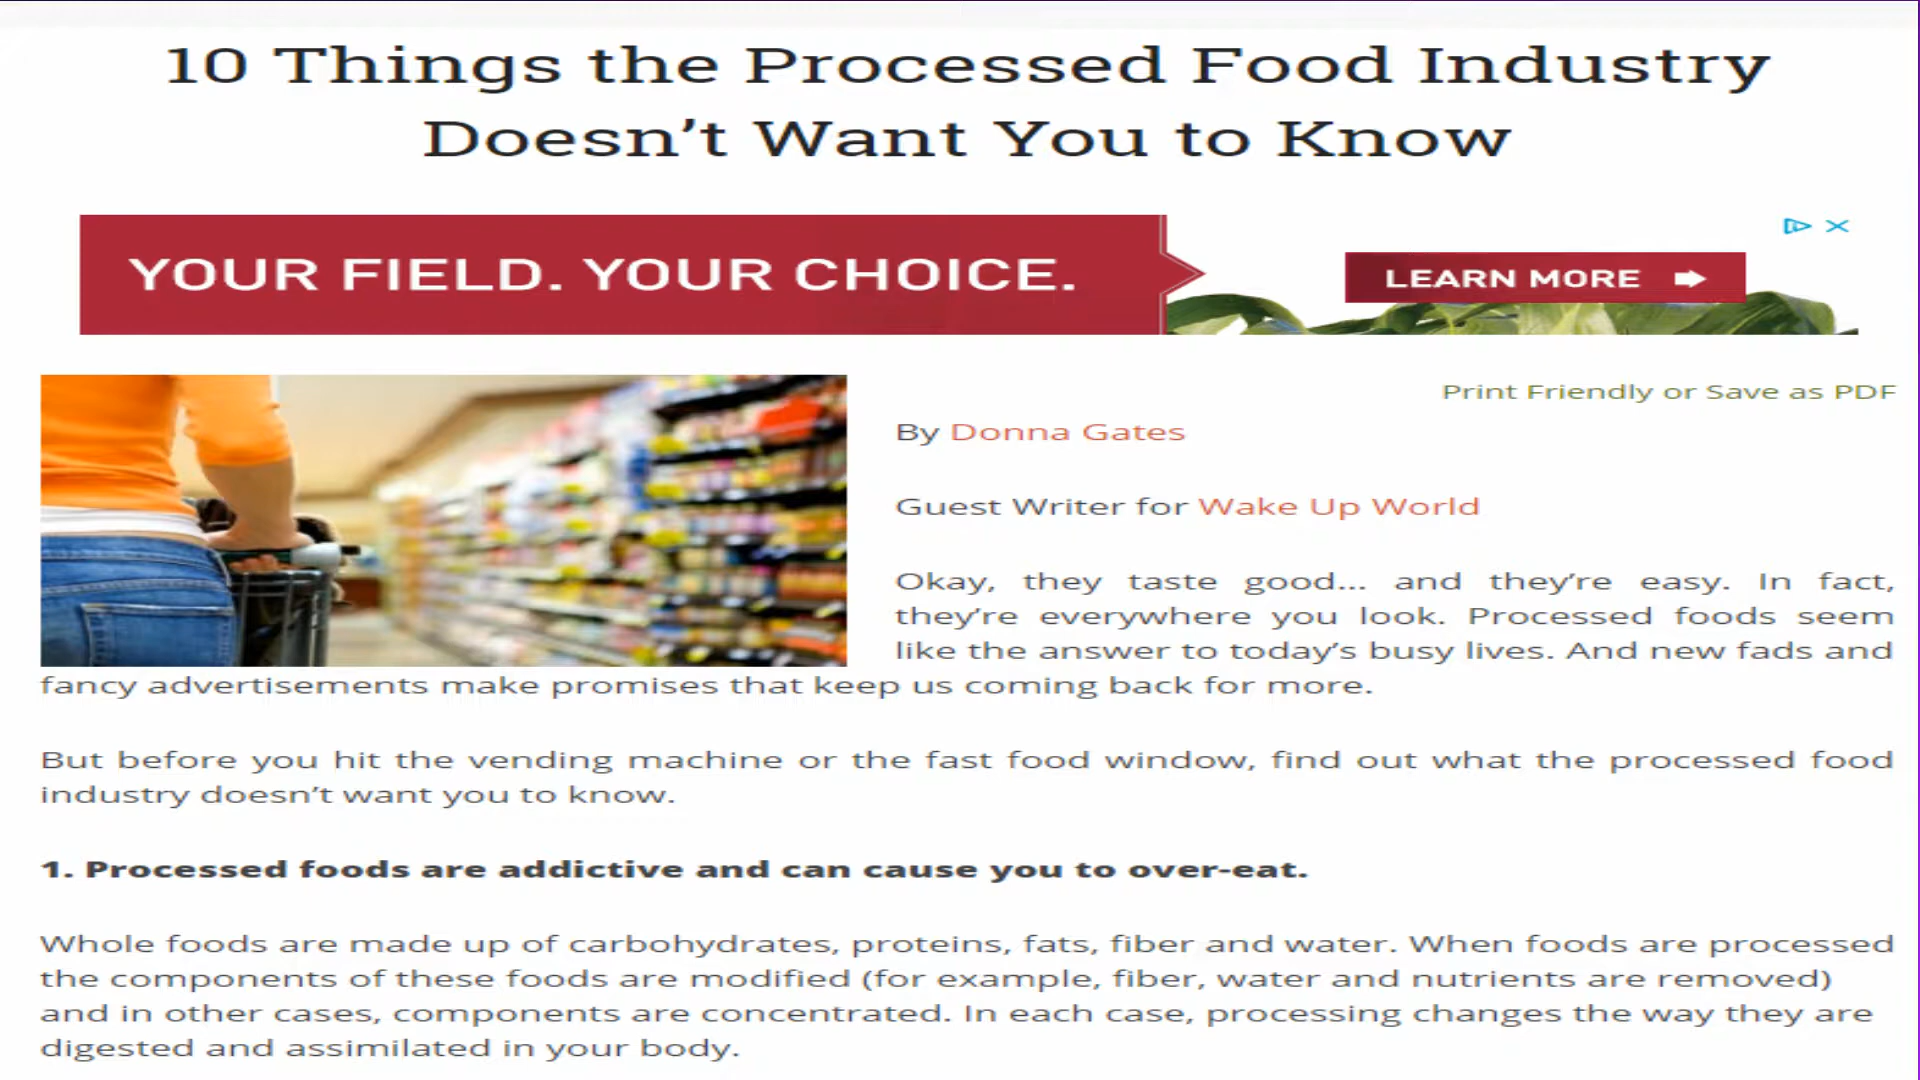 10 Things the Processed Food Industry
Doesn’t Want You to Know
YOUR FIELD. YOUR CHOICE.
LEARN MORE
Print Friendly or Save as PDF
By Donna Gates
Guest Writer for Wake Up World
Okay, they taste good... and they’re easy. In fact,
they’re everywhere you look. Processed foods seem
like the answer to today’s busy lives. And new fads and
fancy advertisements make promises that keep us coming back for more.
But before you hit the vending machine or the fast food window, find out what the processed food
industry doesn’t want you to know.
1. Processed foods are addictive and can cause you to over-eat.
Whole foods are made up of carbohydrates, proteins, fats, fiber and water. When foods are processed
the components of these foods are modified (for example, fiber, water and nutrients are removed)
and in other cases, components are concentrated. In each case, processing changes the way they are
digested and assimilated in your body.